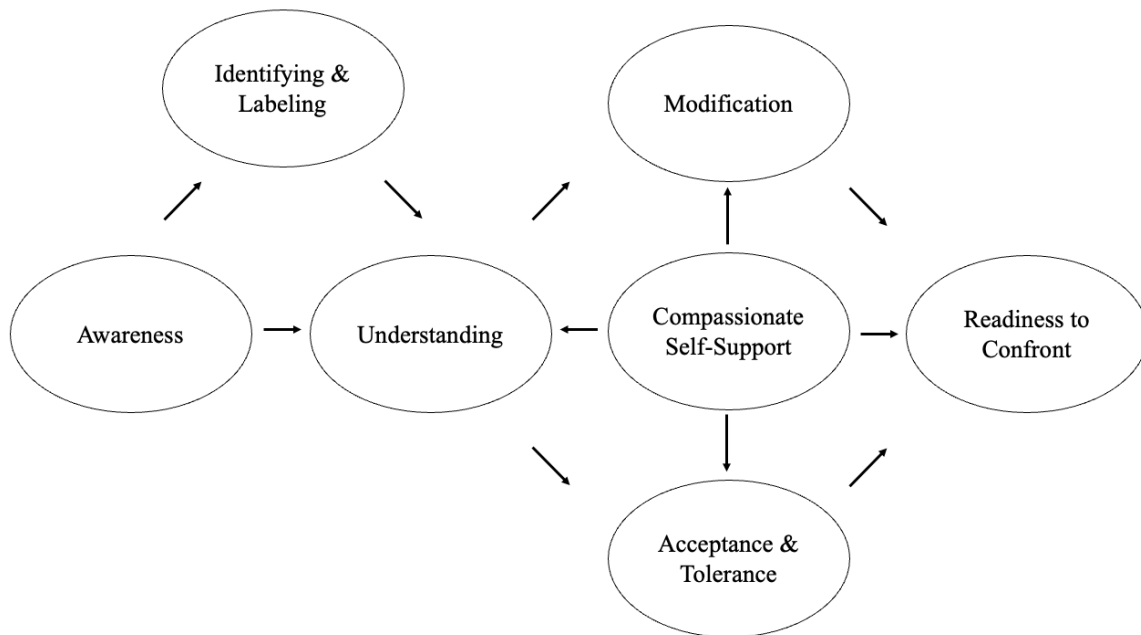 Identifying &
Labeling
Modification
Awareness
Understanding
Compassionate
Self-Support
Readiness to
Confront
Acceptance &
Tolerance